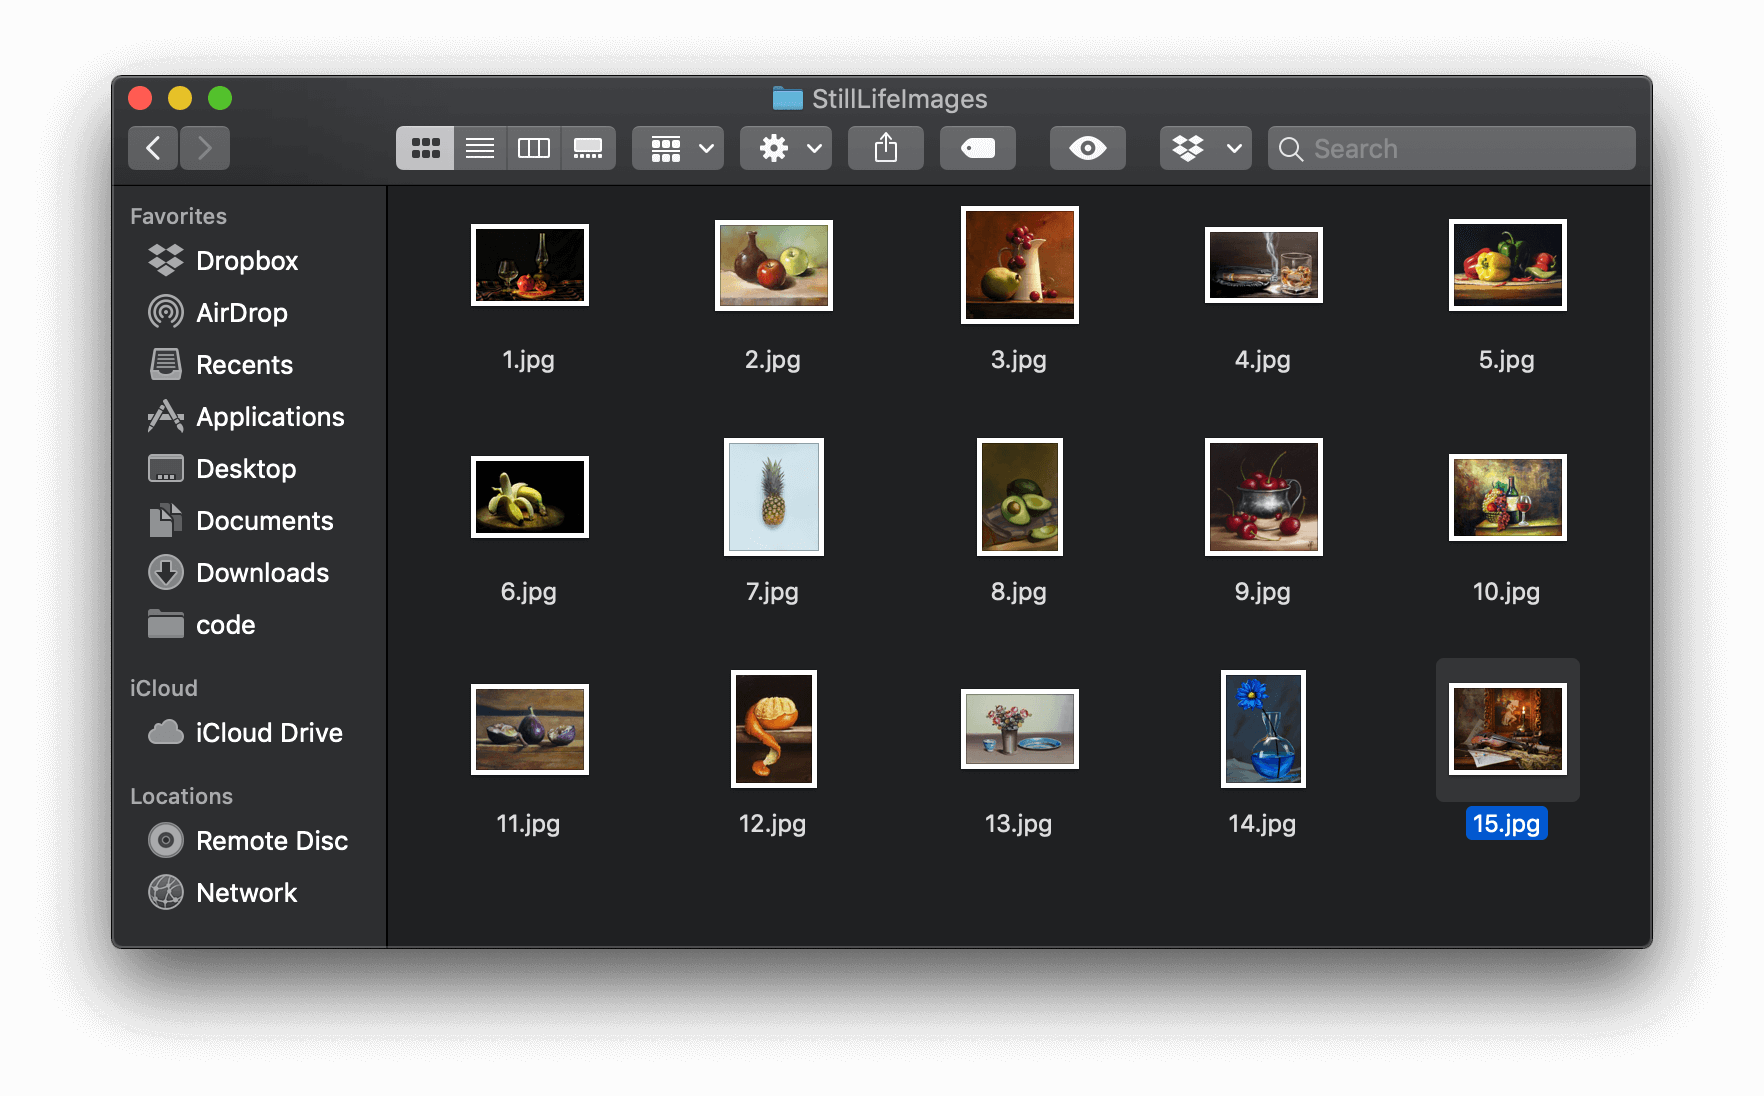 StillLifeImages
Search
Favorites
Dropbox
AirDrop
Recents
Applications
Desktop
Documents
Downloads
code
iCloud
iCloud Drive
Locations
Remote Disc
Network
1.jpg
2.jpg
3.jpg
4.jpg
5.jpg
6.jpg
7.jpg
8.jpg
9.jpg
10.jpg
11.jpg
12.jpg
13.jpg
14.jpg
15.jpg